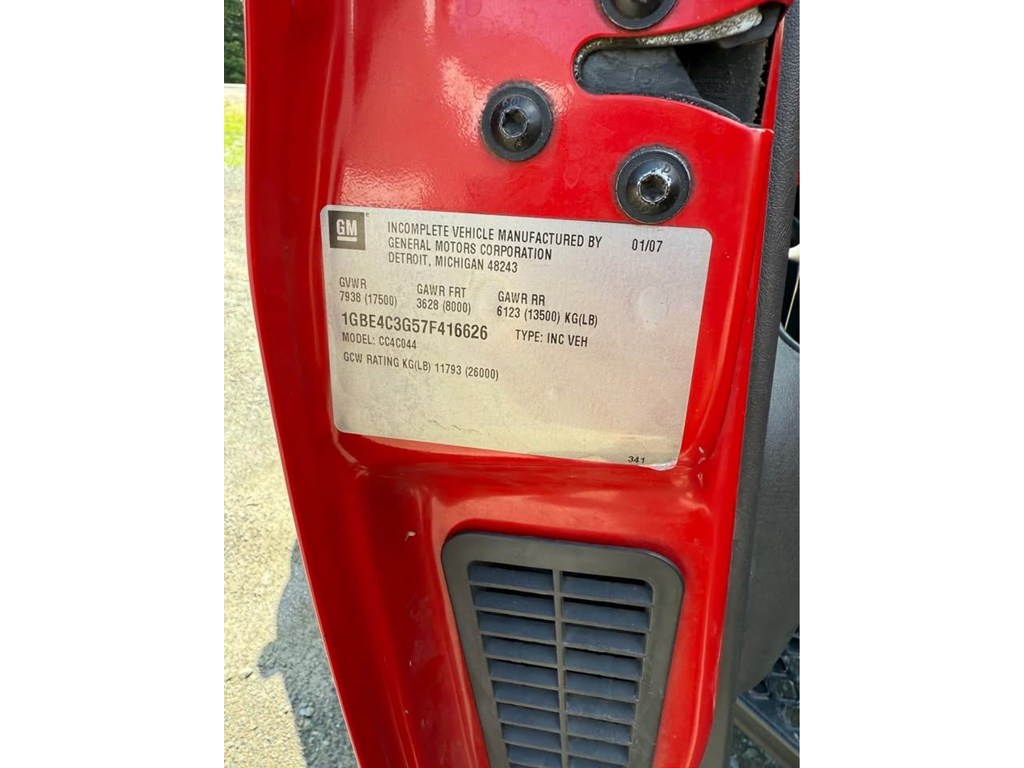 GM
INCOMPLETE VEHICLE MANUFACTURED BY 01/07
GENERAL MOTORS CORPORATION
DETROIT, MICHIGAN 48243
GVWR GAWR FRT GAWR RR
7938 (17500) 3628 (8000) 6123 (13500) KG(LB)
1GBE4C3G57F416626 TYPE: INC VEH
MODEL: CC4C044
GCW RATING KG(LB) 11793 (26000)
341